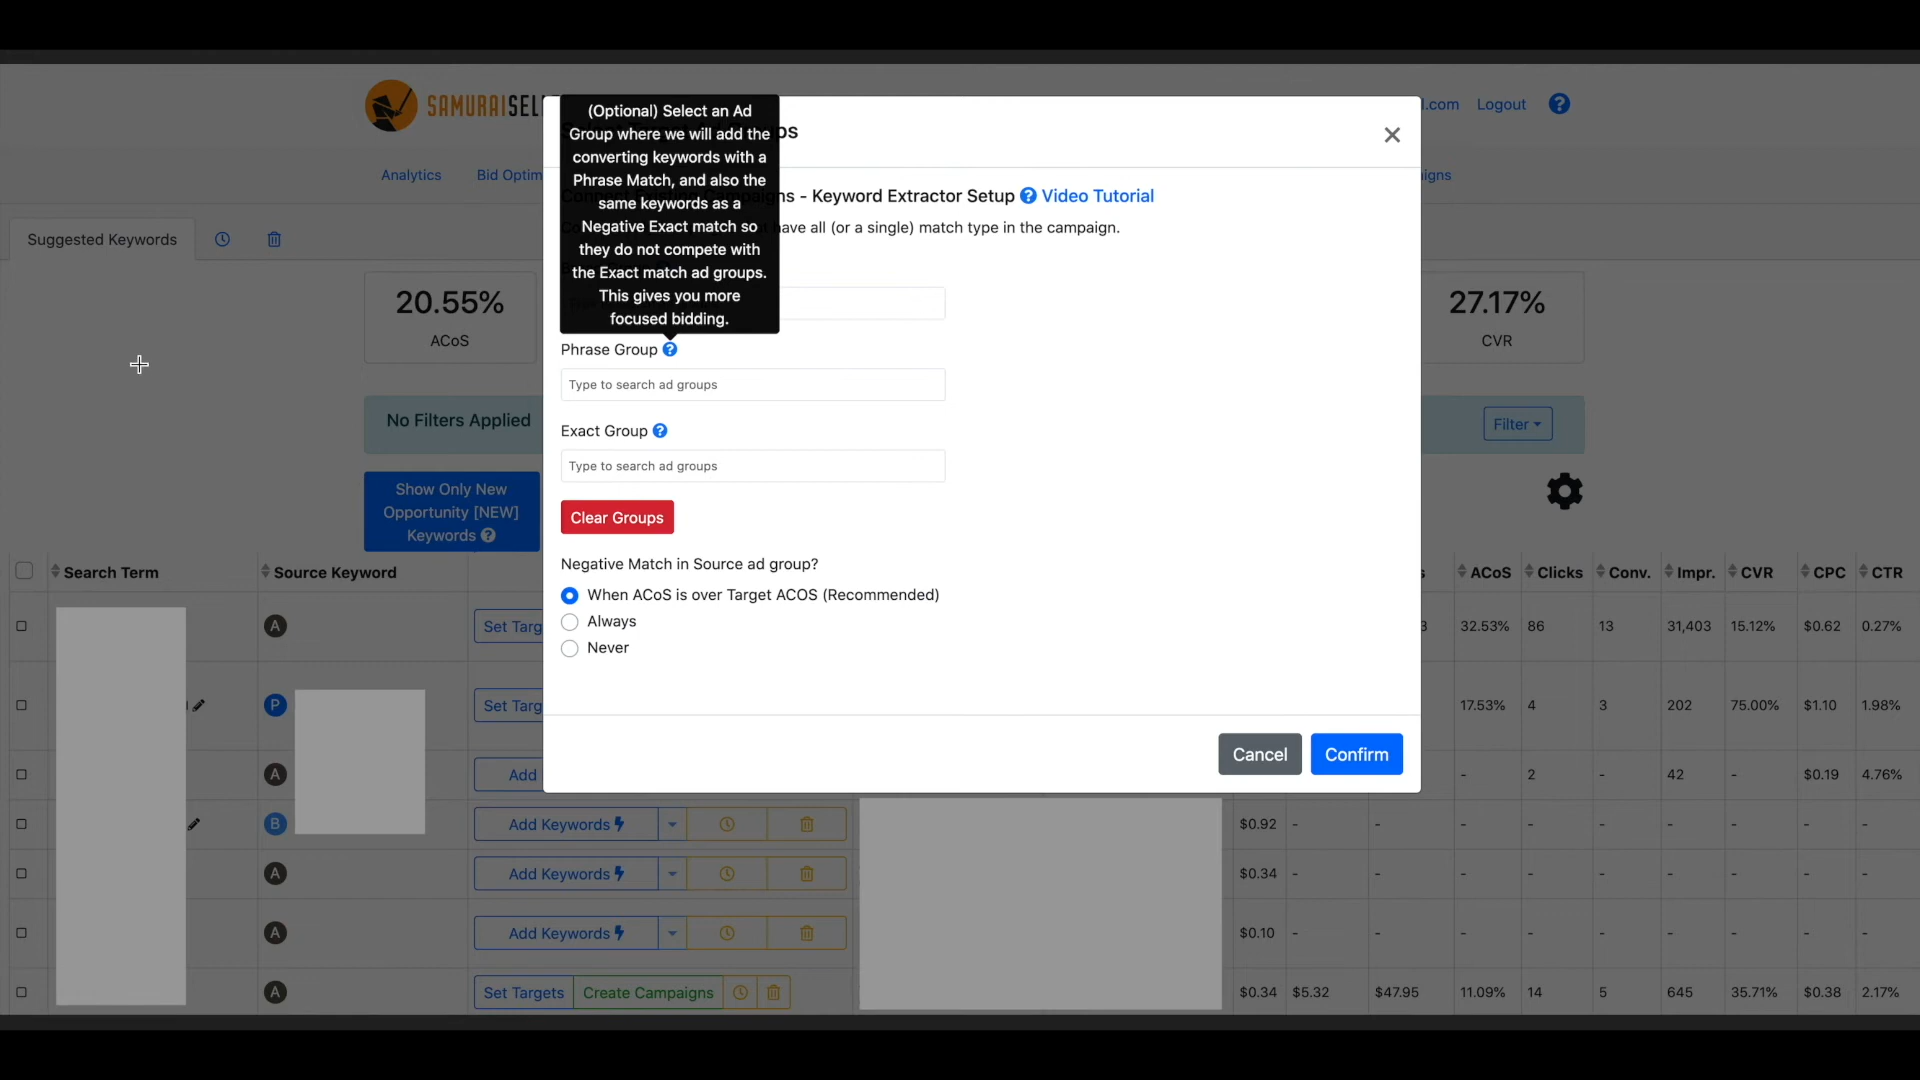 SAMURAISELL
l.com Logout ?
(Optional) Select an Ad
Group where we will add the
converting keywords with a
Phrase Match, and also the
same keywords as a
Negative Exact match so
they do not compete with
the Exact match ad groups.
This gives you more
focused bidding.
ps
×
Analytics Bid Optim
igns
ns - Keyword Extractor Setup ? Video Tutorial
have all (or a single) match type in the campaign.
Suggested Keywords
20.55%
ACoS
27.17%
CVR
Phrase Group ?
Type to search ad groups
No Filters Applied
Filter
Exact Group ?
Type to search ad groups
Show Only New
Opportunity [NEW]
Keywords ?
Clear Groups
Negative Match in Source ad group?
When ACoS is over Target ACOS (Recommended)
Always
Never
Cancel Confirm
Search Term Source Keyword s ACoS Clicks Conv. Impr. CVR CPC CTR
A Set Targ 3 32.53% 86 13 31,403 15.12% $0.62 0.27%
P Set Targ 17.53% 4 3 202 75.00% $1.10 1.98%
A Add - 2 - 42 - $0.19 4.76%
B Add Keywords $0.92 - - - - - - - - -
A Add Keywords $0.34 - - - - - - - - -
A Add Keywords $0.10 - - - - - - - - -
A Set Targets Create Campaigns $0.34 $5.32 $47.95 11.09% 14 5 645 35.71% $0.38 2.17%